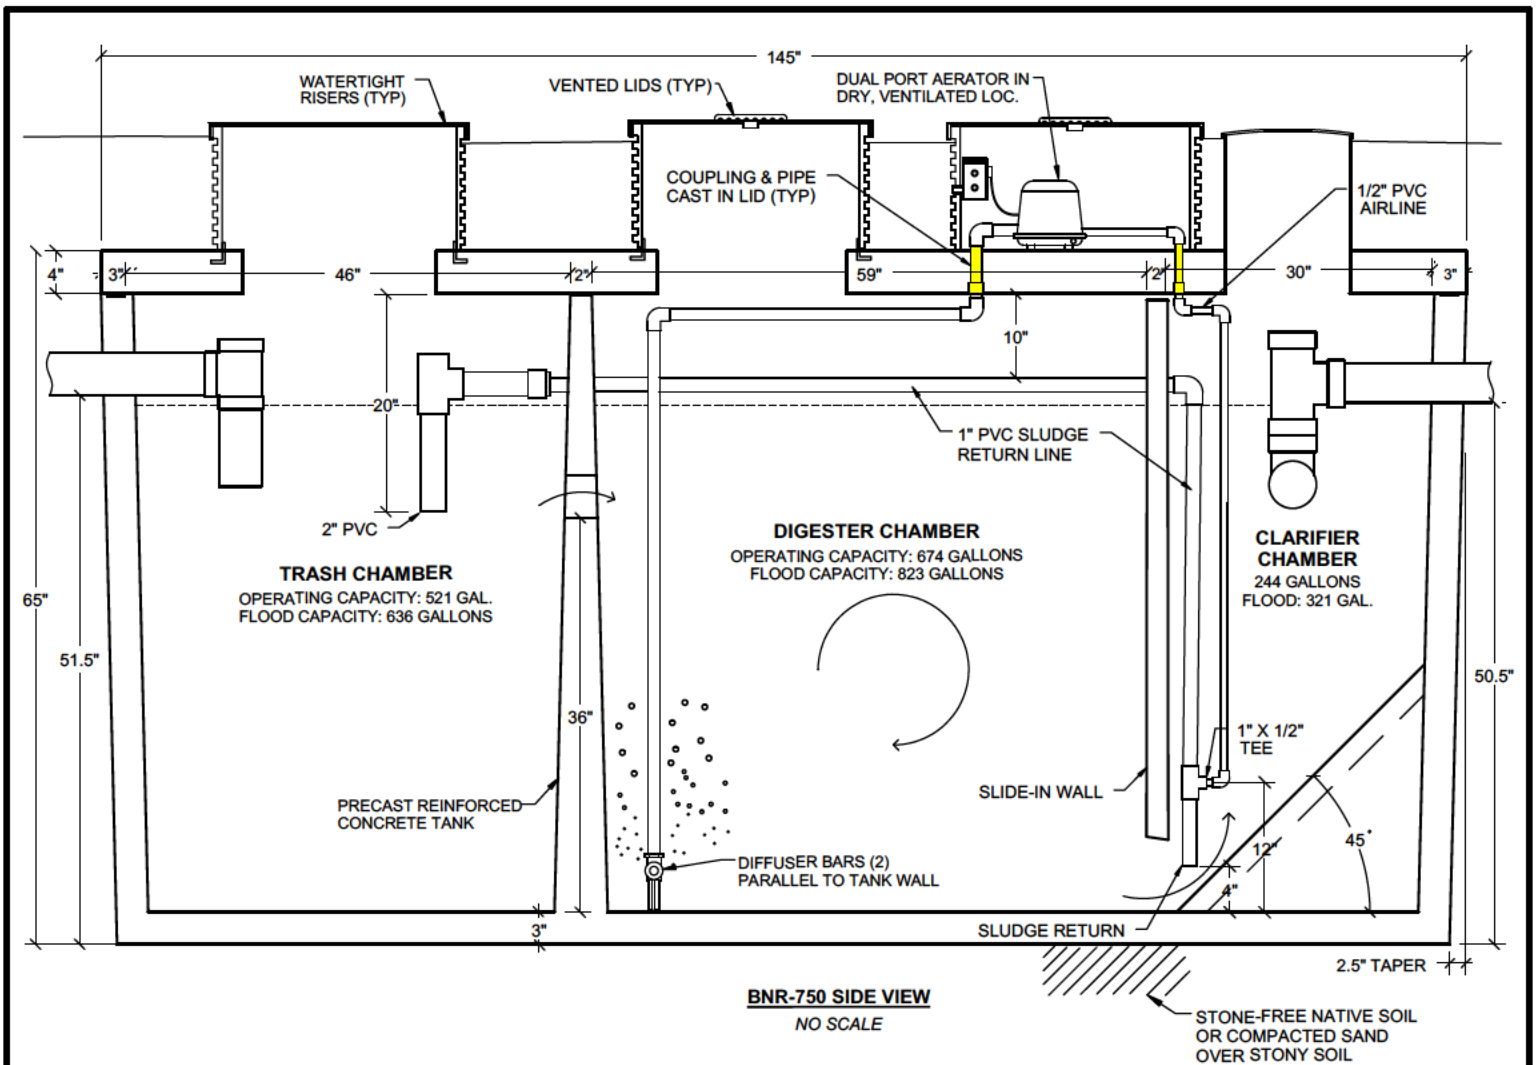 145"
WATERTIGHT
RISERS (TYP)
VENTED LIDS (TYP)
DUAL PORT AERATOR IN
DRY, VENTILATED LOC.
COUPLING & PIPE
CAST IN LID (TYP)
1/2" PVC
AIRLINE
4"
3"
46"
2"
59"
2"
30"
3"
10"
20"
1" PVC SLUDGE
RETURN LINE
2" PVC
TRASH CHAMBER
OPERATING CAPACITY: 521 GAL.
FLOOD CAPACITY: 636 GALLONS
DIGESTER CHAMBER
OPERATING CAPACITY: 674 GALLONS
FLOOD CAPACITY: 823 GALLONS
CLARIFIER
CHAMBER
244 GALLONS
FLOOD: 321 GAL.
65"
51.5"
50.5"
36"
1" X 1/2"
TEE
SLIDE-IN WALL
PRECAST REINFORCED
CONCRETE TANK
DIFFUSER BARS (2)
PARALLEL TO TANK WALL
12"
45°
4"
3"
SLUDGE RETURN
2.5" TAPER
BNR-750 SIDE VIEW
NO SCALE
STONE-FREE NATIVE SOIL
OR COMPACTED SAND
OVER STONY SOIL